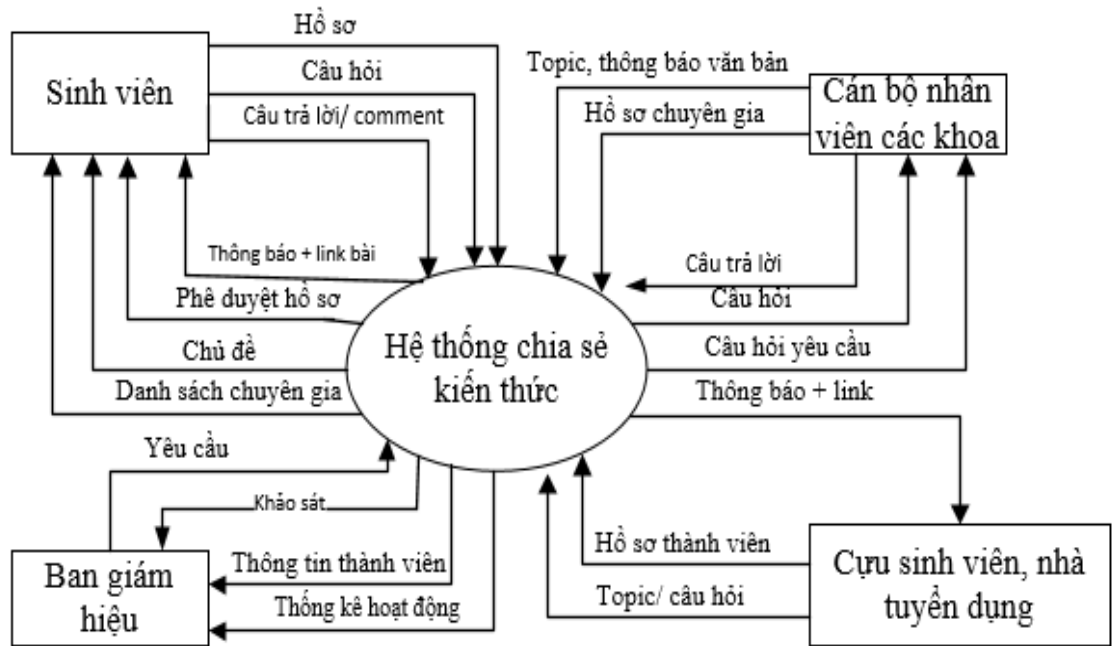 Hồ sơ
Câu hỏi
Câu trả lời/ comment
Sinh viên
Topic, thông báo văn bản
Hồ sơ chuyên gia
Cán bộ nhân
viên các khoa
Thông báo + link bài
Phê duyệt hồ sơ
Chủ đề
Danh sách chuyên gia
Hệ thống chia sẻ
kiến thức
Câu trả lời
Câu hỏi
Câu hỏi yêu cầu
Thông báo + link
Yêu cầu
Khảo sát
Thông tin thành viên
Thống kê hoạt động
Ban giám
hiệu
Hồ sơ thành viên
Topic/ câu hỏi
Cựu sinh viên, nhà
tuyển dụng